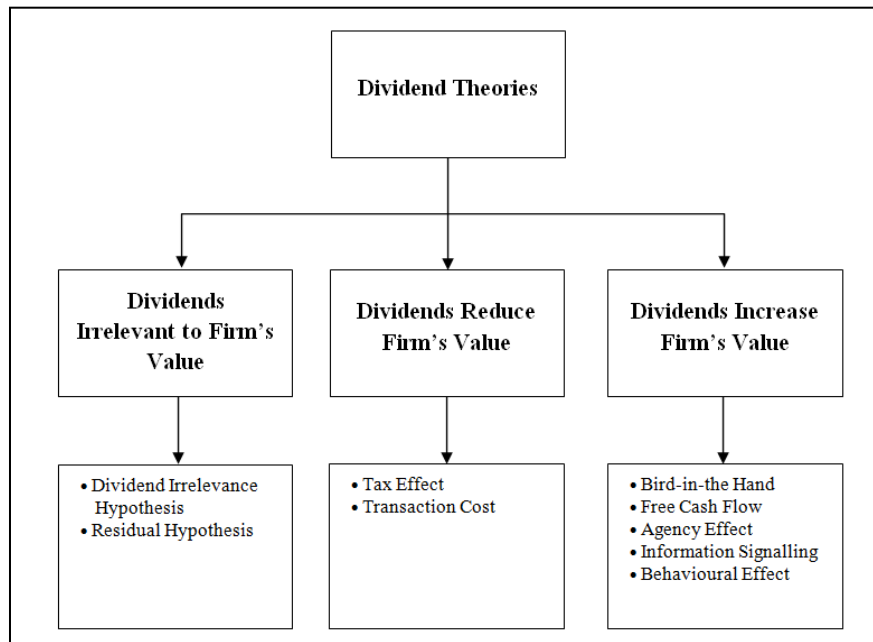 Dividend Theories
Dividends
Irrelevant to Firm's
Value
Dividends Reduce
Firm's Value
Dividends Increase
Firm's Value
• Dividend Irrelevance
Hypothesis
• Residual Hypothesis
• Tax Effect
• Transaction Cost
• Bird-in-the Hand
• Free Cash Flow
• Agency Effect
• Information Signalling
• Behavioural Effect